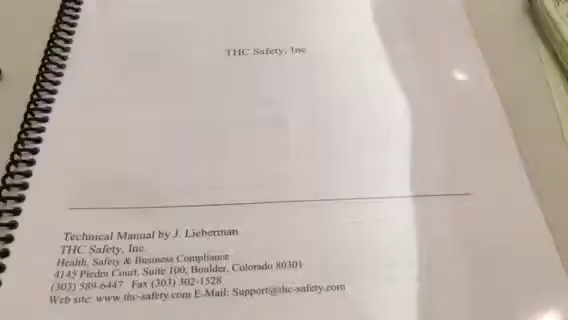 THC Safety, Inc
Technical Manual by J. Lieberman
THC Safety, Inc.
Health, Safety & Business Compliance
4145 Piedra Court, Suite 100, Boulder, Colorado 80301
(303) 589-6447 Fax (303) 302-1528
Web site: www.thc-safety.com E-Mail: Support@thc-safety.com